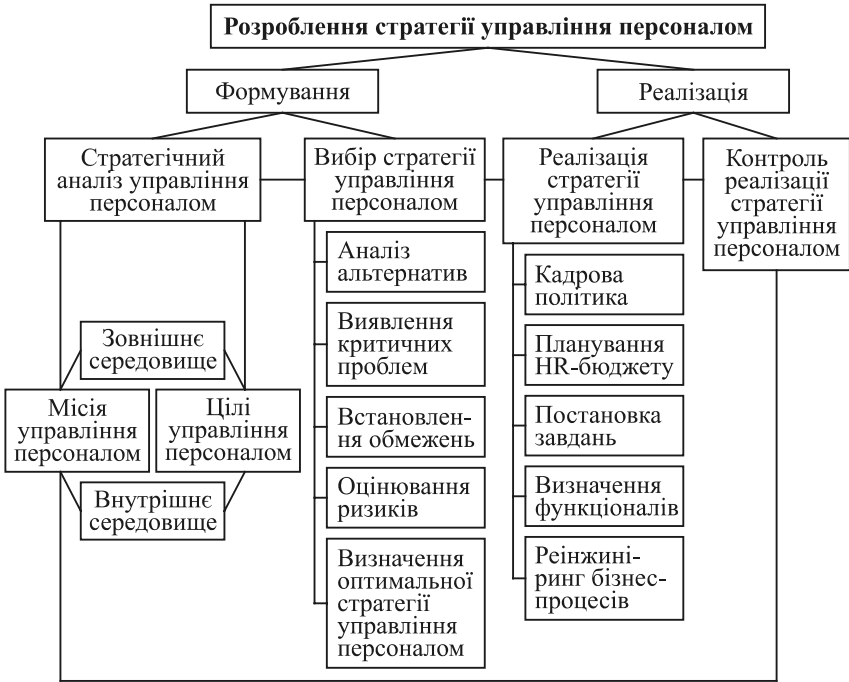 Розроблення стратегії управління персоналом
Формування
Реалізація
Стратегічний
аналіз управління
персоналом
Вибір стратегії
управління
персоналом
Реалізація
стратегії
управління
персоналом
Контроль
реалізації
стратегії
управління
персоналом
Зовнішнє
середовище
Місія
управління
персоналом
Цілі
управління
персоналом
Внутрішнє
середовище
Аналіз
альтернатив
Виявлення
критичних
проблем
Встановлен-
ня обмежень
Оцінювання
ризиків
Визначення
оптимальної
стратегії
управління
персоналом
Кадрова
політика
Планування
HR-бюджету
Постановка
завдань
Визначення
функціоналів
Реінжині-
ринг бізнес-
процесів